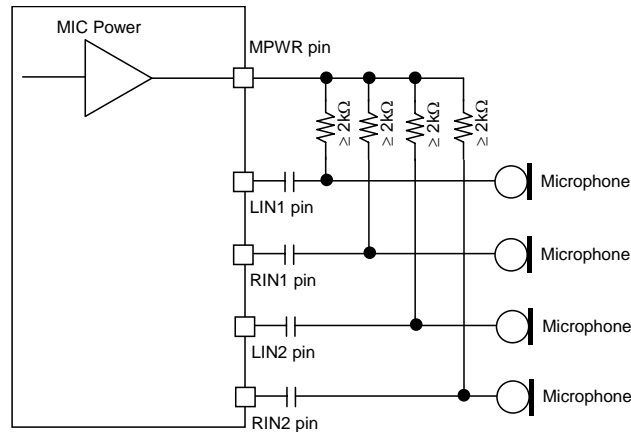 MIC Power
MPWR pin
≥ 2kΩ
≥ 2kΩ
≥ 2kΩ
≥ 2kΩ
Microphone
LIN1 pin
Microphone
RIN1 pin
Microphone
LIN2 pin
Microphone
RIN2 pin